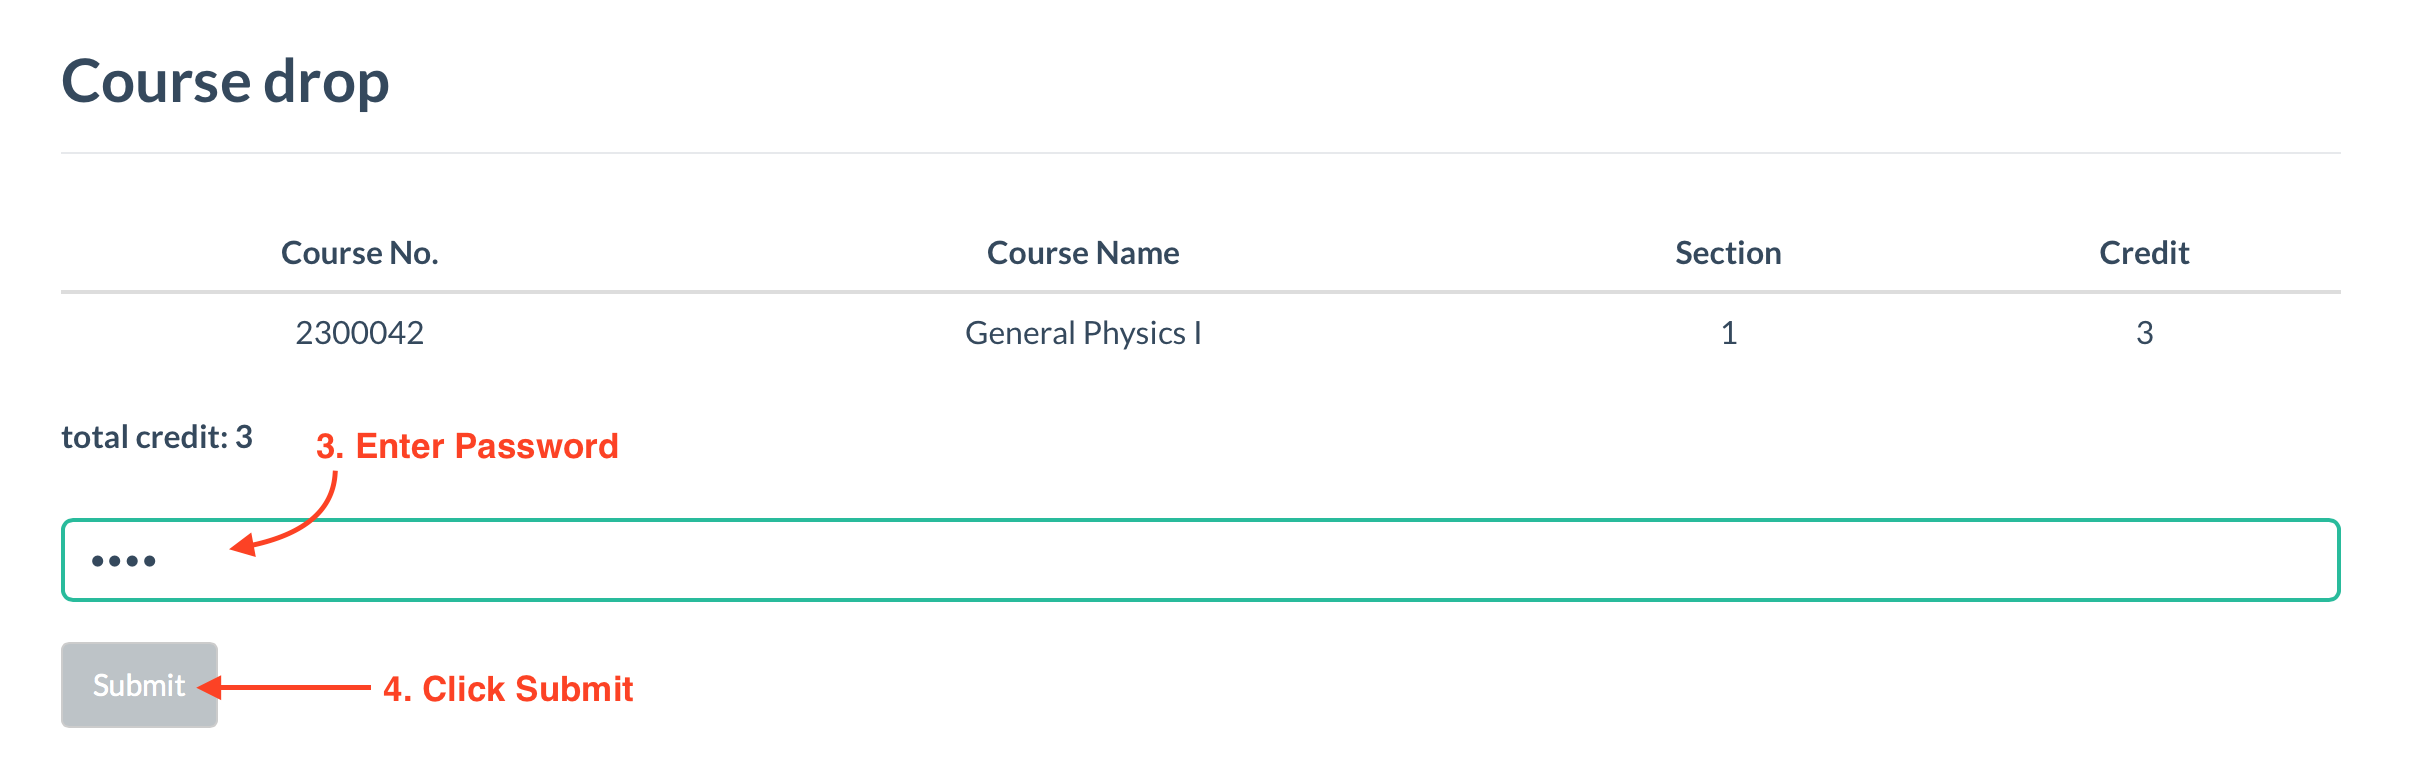 Course drop
Course No. Course Name Section Credit
2300042 General Physics I 1 3
total credit: 3
3. Enter Password
••••
Submit
4. Click Submit